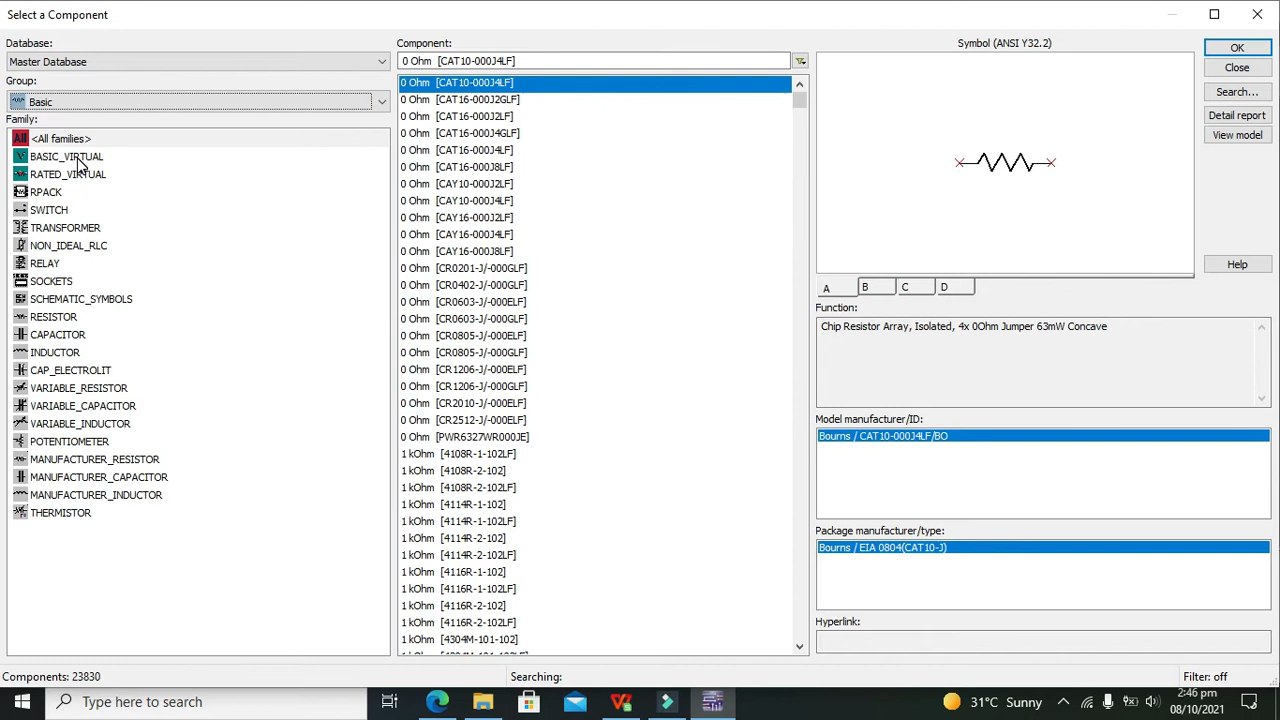 Select a Component
Database:
Master Database
Group:
Basic
Family:
All <All families>
BASIC_VIRTUAL
RATED_VIRTUAL
RPACK
SWITCH
TRANSFORMER
NON_IDEAL_RLC
RELAY
SOCKETS
SCHEMATIC_SYMBOLS
RESISTOR
CAPACITOR
INDUCTOR
CAP_ELECTROLIT
VARIABLE_RESISTOR
VARIABLE_CAPACITOR
VARIABLE_INDUCTOR
POTENTIOMETER
MANUFACTURER_RESISTOR
MANUFACTURER_CAPACITOR
MANUFACTURER_INDUCTOR
THERMISTOR
Component:
0 Ohm [CAT10-000J4LF]
0 Ohm [CAT10-000J4LF]
0 Ohm [CAT16-000J2GLF]
0 Ohm [CAT16-000J2LF]
0 Ohm [CAT16-000J4GLF]
0 Ohm [CAT16-000J4LF]
0 Ohm [CAT16-000J8LF]
0 Ohm [CAY10-000J2LF]
0 Ohm [CAY10-000J4LF]
0 Ohm [CAY16-000J2LF]
0 Ohm [CAY16-000J4LF]
0 Ohm [CAY16-000J8LF]
0 Ohm [CR0201-J/-000GLF]
0 Ohm [CR0402-J/-000GLF]
0 Ohm [CR0603-J/-000ELF]
0 Ohm [CR0603-J/-000GLF]
0 Ohm [CR0805-J/-000ELF]
0 Ohm [CR0805-J/-000GLF]
0 Ohm [CR1206-J/-000ELF]
0 Ohm [CR1206-J/-000GLF]
0 Ohm [CR2010-J/-000ELF]
0 Ohm [CR2512-J/-000ELF]
0 Ohm [PWR6327WR000JE]
1 kOhm [4108R-1-102LF]
1 kOhm [4108R-2-102]
1 kOhm [4108R-2-102LF]
1 kOhm [4114R-1-102]
1 kOhm [4114R-1-102LF]
1 kOhm [4114R-2-102]
1 kOhm [4114R-2-102LF]
1 kOhm [4116R-1-102]
1 kOhm [4116R-1-102LF]
1 kOhm [4116R-2-102]
1 kOhm [4116R-2-102LF]
1 kOhm [4304M-101-102]
Symbol (ANSI Y32.2)
A B C D
Function:
Chip Resistor Array, Isolated, 4x 0Ohm Jumper 63mW Concave
Model manufacturer/ID:
Bourns / CAT10-000J4LF/BO
Package manufacturer/type:
Bourns / EIA 0804(CAT10-J)
Hyperlink:
OK
Close
Search...
Detail report
View model
Help
Components: 23830
Searching:
Filter: off
Type here to search
31°C Sunny
2:46 pm
08/10/2021